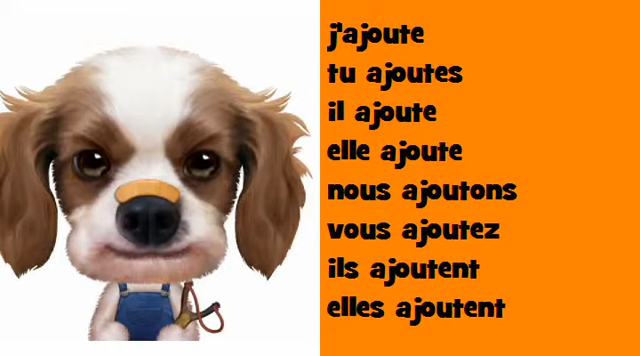 j'ajoute
tu ajoutes
il ajoute
elle ajoute
nous ajoutons
vous ajoutez
ils ajoutent
elles ajoutent